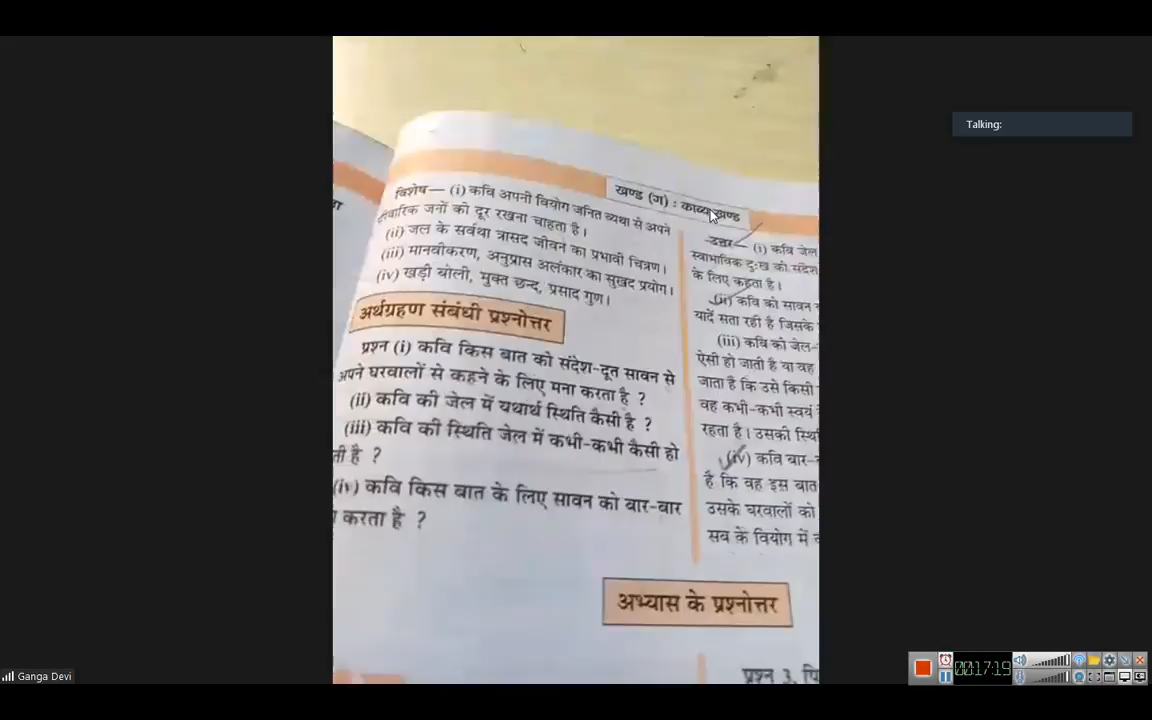 Talking:
खण्ड (ग) : काव्य खण्ड
विशेष— (i) कवि अपनी वियोग जनित व्यथा से अपने
पारिवारिक जनों को दूर रखना चाहता है।
(ii) जल के सर्वथा त्रासद जीवन का प्रभावी चित्रण।
(iii) मानवीकरण, अनुप्रास अलंकार का सुखद प्रयोग।
(iv) खड़ी बोली, मुक्त छन्द, प्रसाद गुण।
अर्थग्रहण संबंधी प्रश्नोत्तर
प्रश्न (i) कवि किस बात को संदेश-दूत सावन से
अपने घरवालों से कहने के लिए मना करता है ?
(ii) कवि की जेल में यथार्थ स्थिति कैसी है ?
(iii) कवि की स्थिति जेल में कभी-कभी कैसी हो
ती है ?
(iv) कवि किस बात के लिए सावन को बार-बार
करता है ?
उत्तर— (i) कवि जेल
स्वाभाविक दुःख की संदेश
के लिए कहता है।
(ii) कवि को सावन
यादें सता रही है जिसके
(iii) कवि को जेल-
ऐसी हो जाती है या वह
जाता है कि उसे किसी
वह कभी-कभी स्वयं
रहता है। उसकी स्थि
(iv) कवि बार-
है कि वह इस बात
उसके घरवालों को
सब के वियोग में
अभ्यास के प्रश्नोत्तर
प्रश्न 3.
Ganga Devi
00:17:19